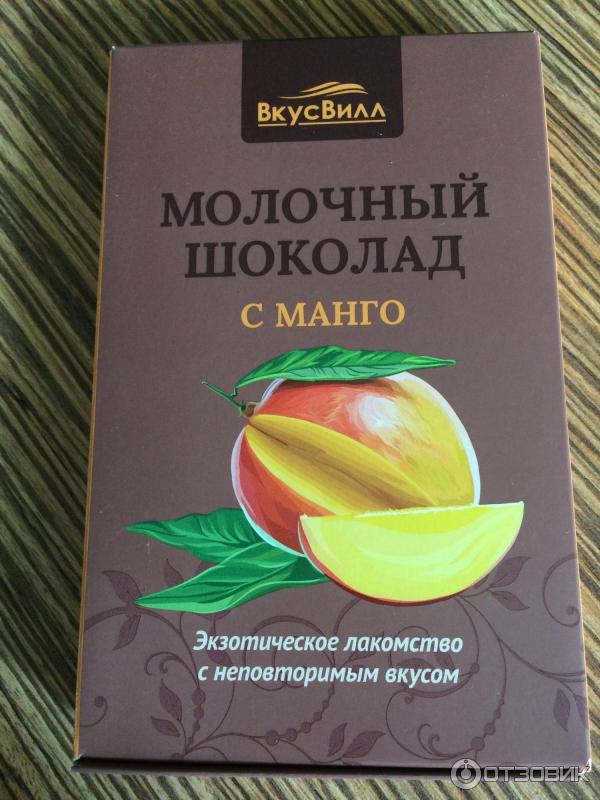 ВкусВилл
МОЛОЧНЫЙ
ШОКОЛАД
С МАНГО
Экзотическое лакомство
с неповторимым вкусом
ОТЗОВИК